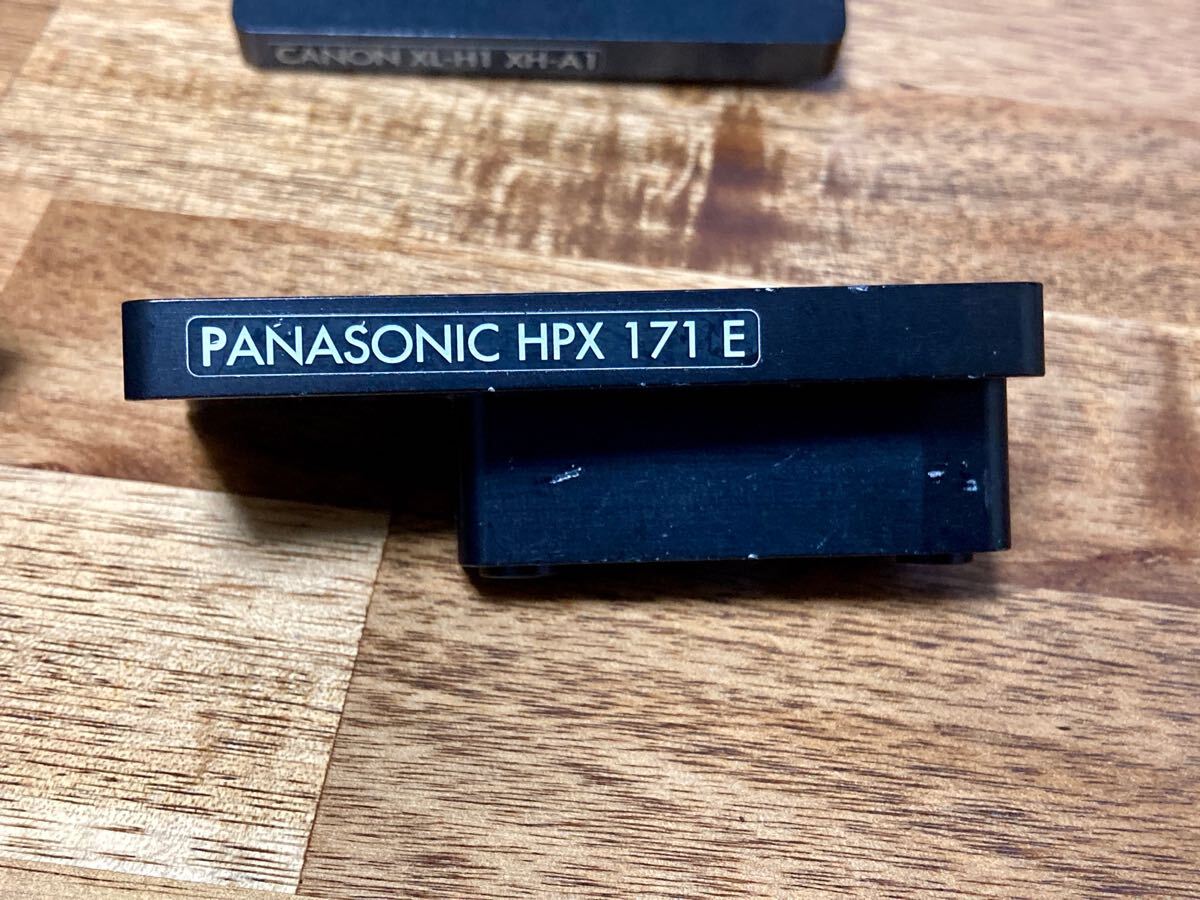 CANON XL-H1 XH-A1
PANASONIC HPX 171 E